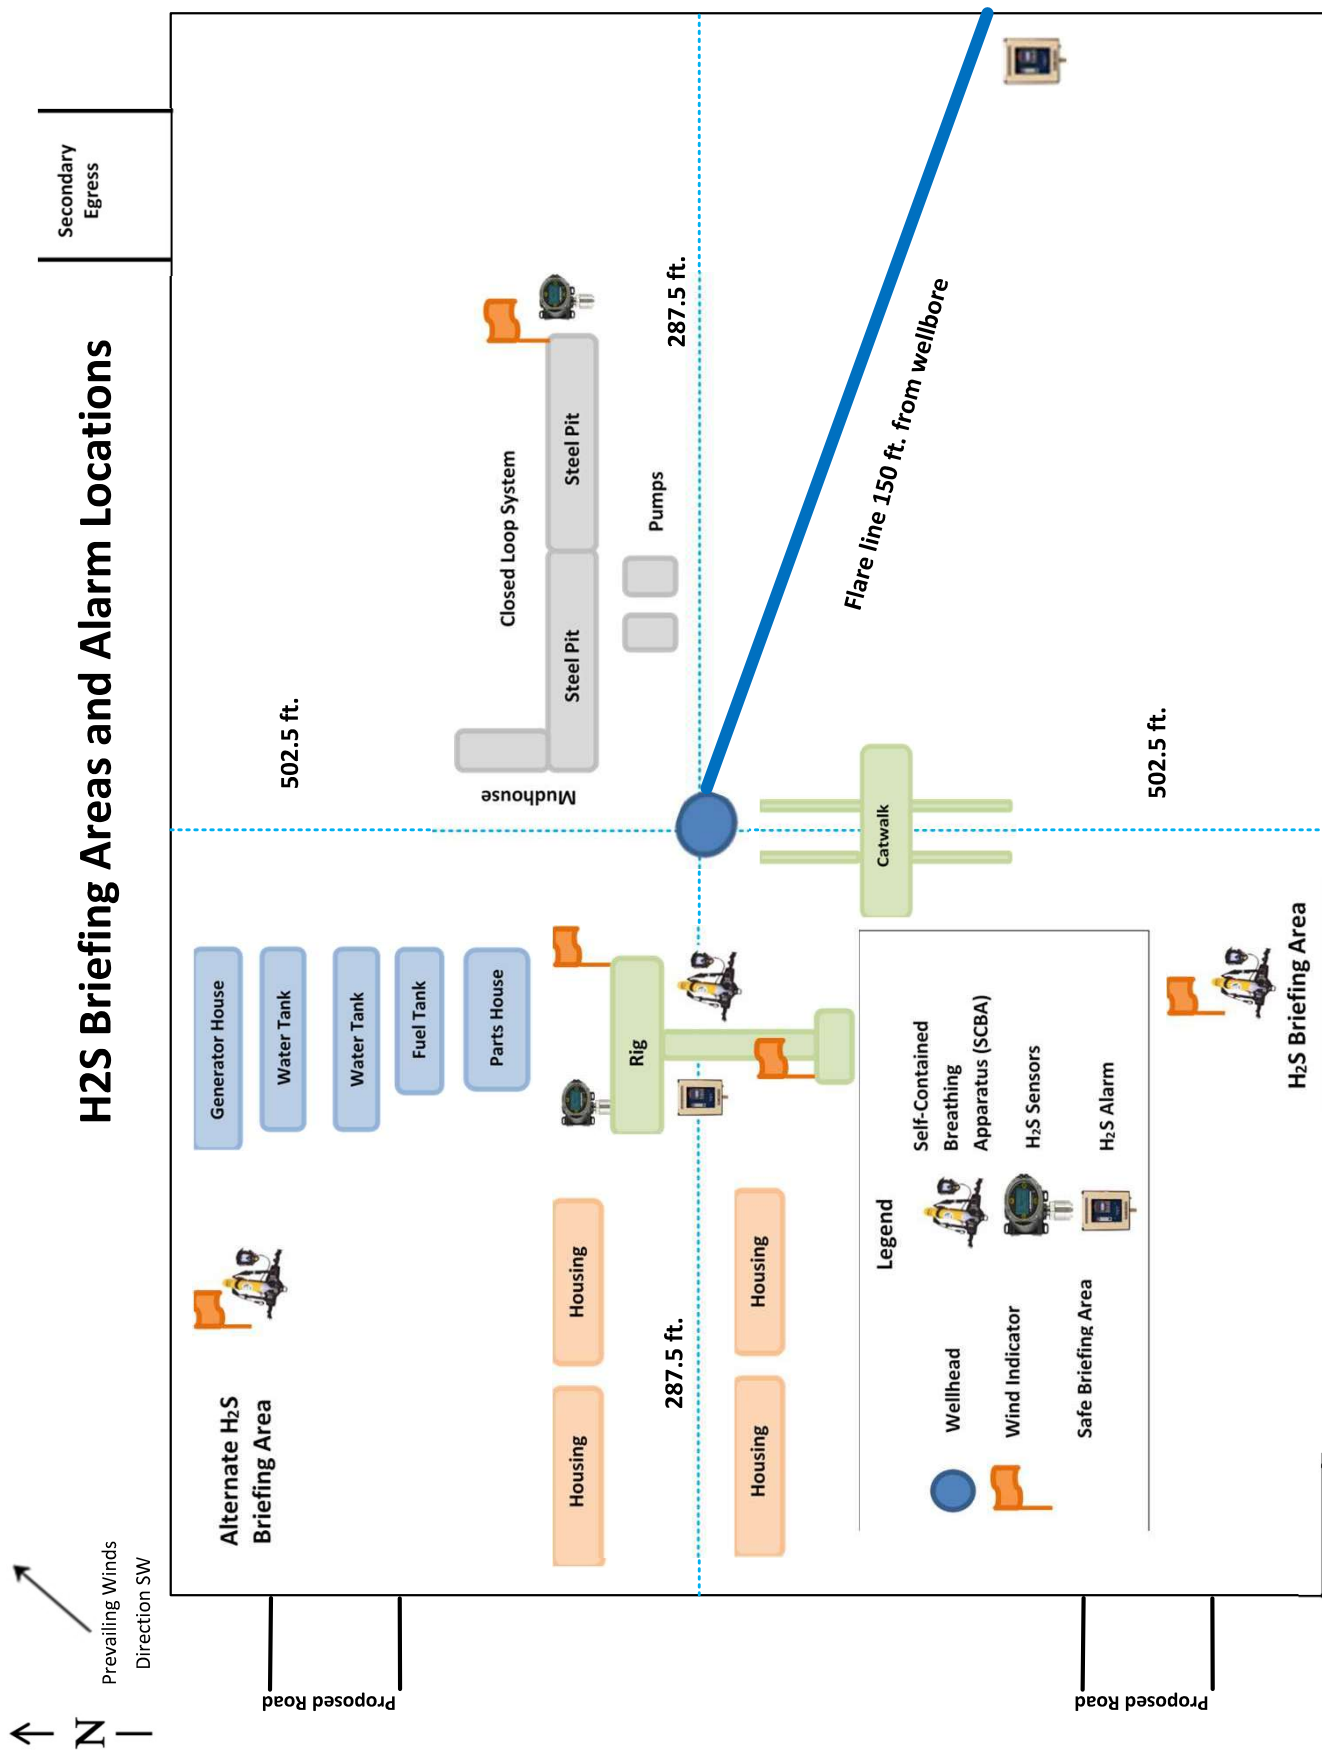 H2S Briefing Areas and Alarm Locations
N
Prevailing Winds
Direction SW
Secondary
Egress
Proposed Road
Alternate H₂S
Briefing Area
Generator House
Water Tank
Water Tank
Fuel Tank
Parts House
502.5 ft.
Mudhouse
Closed Loop System
Steel Pit
Steel Pit
Pumps
287.5 ft.
Housing
Housing
Rig
287.5 ft.
Housing
Housing
Catwalk
Flare line 150 ft. from wellbore
Legend
Wellhead
Wind Indicator
Safe Briefing Area
Self-Contained
Breathing
Apparatus (SCBA)
H₂S Sensors
H₂S Alarm
502.5 ft.
Proposed Road
H₂S Briefing Area